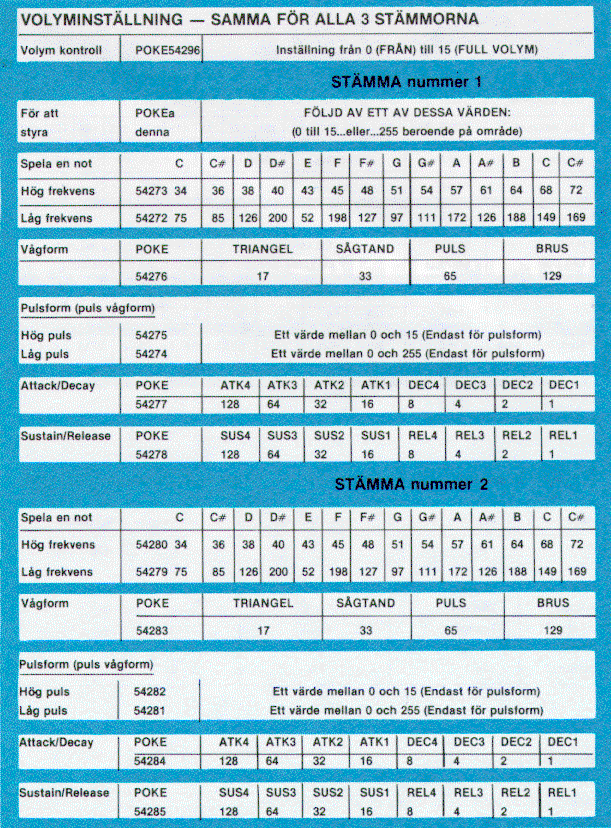 VOLYMINSTÄLLNING — SAMMA FÖR ALLA 3 STÄMMORNA
Volym kontroll POKE54296 Inställning från 0 (FRÅN) till 15 (FULL VOLYM)
STÄMMA nummer 1
För att POKEa FÖLJD AV ETT AV DESSA VÄRDEN:
styra denna (0 till 15...eller...255 beroende på område)
Spela en not C C# D D# E F F# G G# A A# B C C#
Hög frekvens 54273 34 36 38 40 43 45 48 51 54 57 61 64 68 72
Låg frekvens 54272 75 85 126 200 52 198 127 97 111 172 126 188 149 169
Vågform POKE TRIANGEL SÅGTAND PULS BRUS
54276 17 33 65 129
Pulsform (puls vågform)
Hög puls 54275 Ett värde mellan 0 och 15 (Endast för pulsform)
Låg puls 54274 Ett värde mellan 0 och 255 (Endast för pulsform)
Attack/Decay POKE ATK4 ATK3 ATK2 ATK1 DEC4 DEC3 DEC2 DEC1
54277 128 64 32 16 8 4 2 1
Sustain/Release POKE SUS4 SUS3 SUS2 SUS1 REL4 REL3 REL2 REL1
54278 128 64 32 16 8 4 2 1
STÄMMA nummer 2
Spela en not C C# D D# E F F# G G# A A# B C C#
Hög frekvens 54280 34 36 38 40 43 45 48 51 54 57 61 64 68 72
Låg frekvens 54279 75 85 126 200 52 198 127 97 111 172 126 188 149 169
Vågform POKE TRIANGEL SÅGTAND PULS BRUS
54283 17 33 65 129
Pulsform (puls vågform)
Hög puls 54282 Ett värde mellan 0 och 15 (Endast för pulsform)
Låg puls 54281 Ett värde mellan 0 och 255 (Endast för pulsform)
Attack/Decay POKE ATK4 ATK3 ATK2 ATK1 DEC4 DEC3 DEC2 DEC1
54284 128 64 32 16 8 4 2 1
Sustain/Release POKE SUS4 SUS3 SUS2 SUS1 REL4 REL3 REL2 REL1
54285 128 64 32 16 8 4 2 1